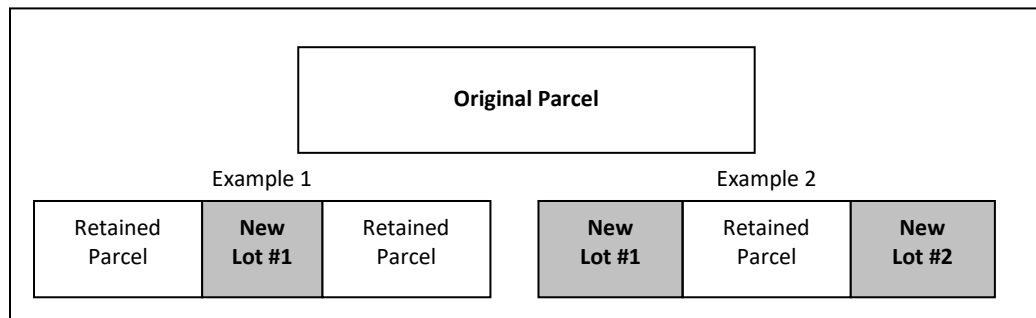 Original Parcel
Example 1
Example 2
Retained
Parcel
New
Lot #1
Retained
Parcel
New
Lot #1
Retained
Parcel
New
Lot #2